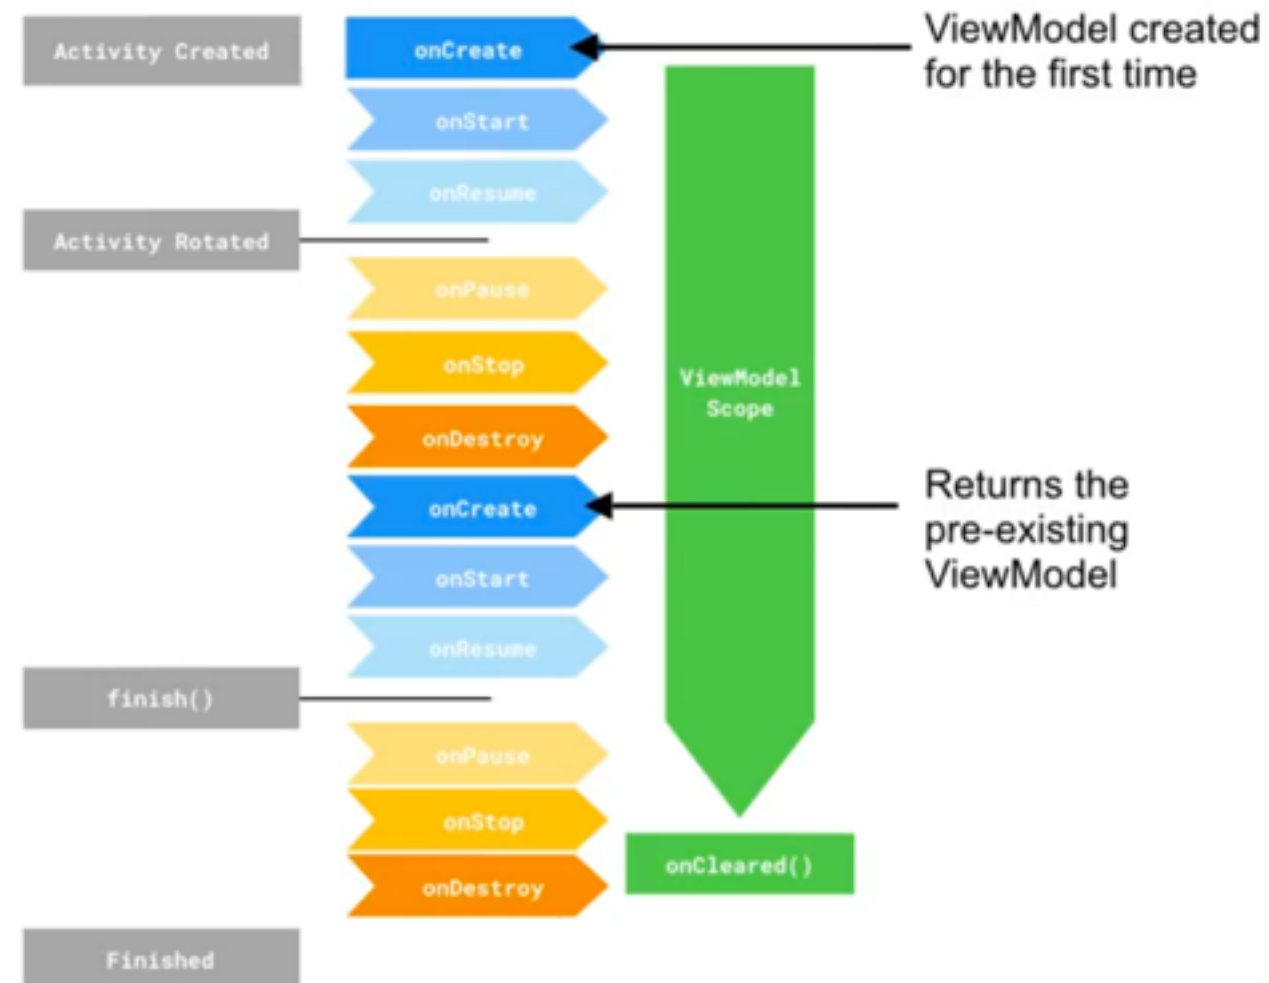 Activity Created
onCreate
ViewModel created
for the first time
onStart
onResume
Activity Rotated
onPause
onStop
ViewModel
Scope
onDestroy
onCreate
Returns the
pre-existing
ViewModel
onStart
onResume
finish()
onPause
onStop
onCleared()
onDestroy
Finished